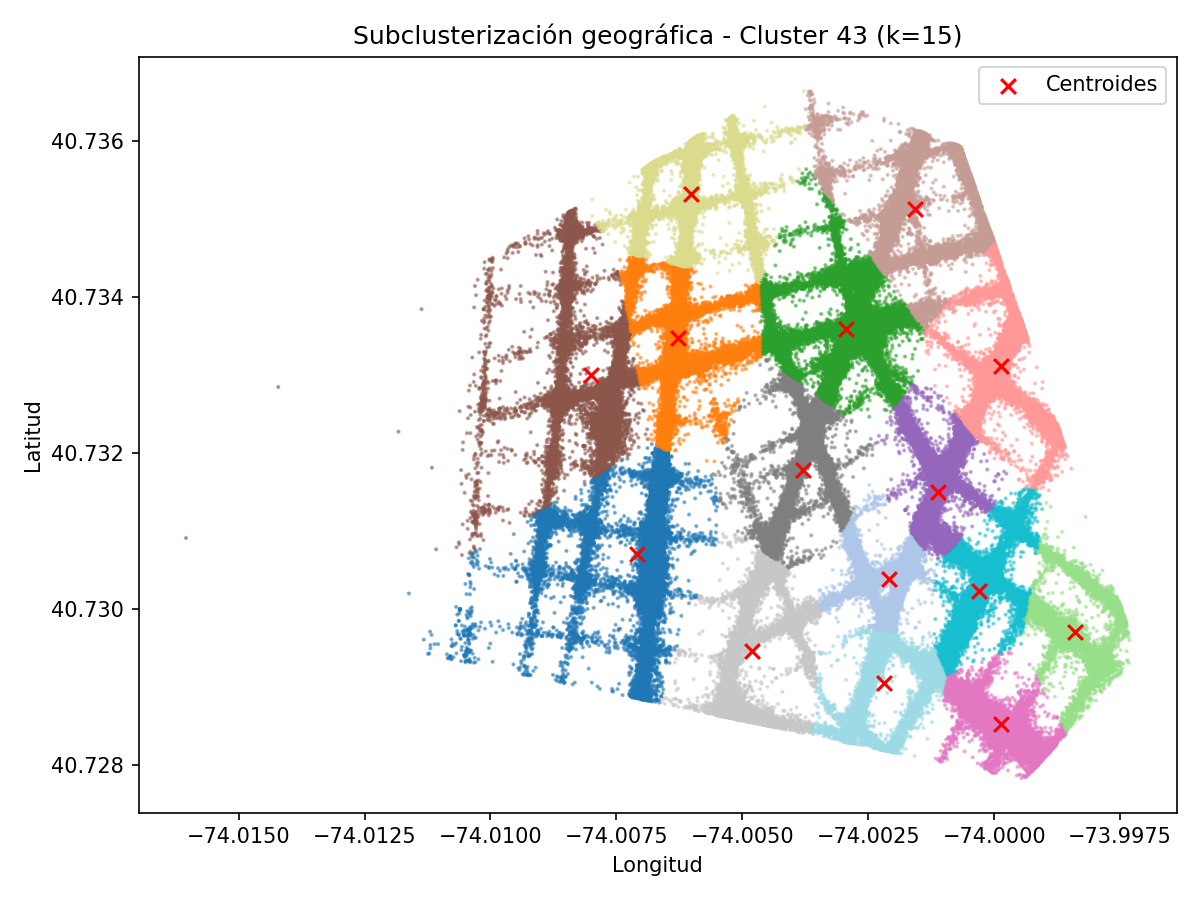 Subclusterización geográfica - Cluster 43 (k=15)
Centroides
40.736
40.734
40.732
40.730
40.728
Latitud
−74.0150 −74.0125 −74.0100 −74.0075 −74.0050 −74.0025 −74.0000 −73.9975
Longitud